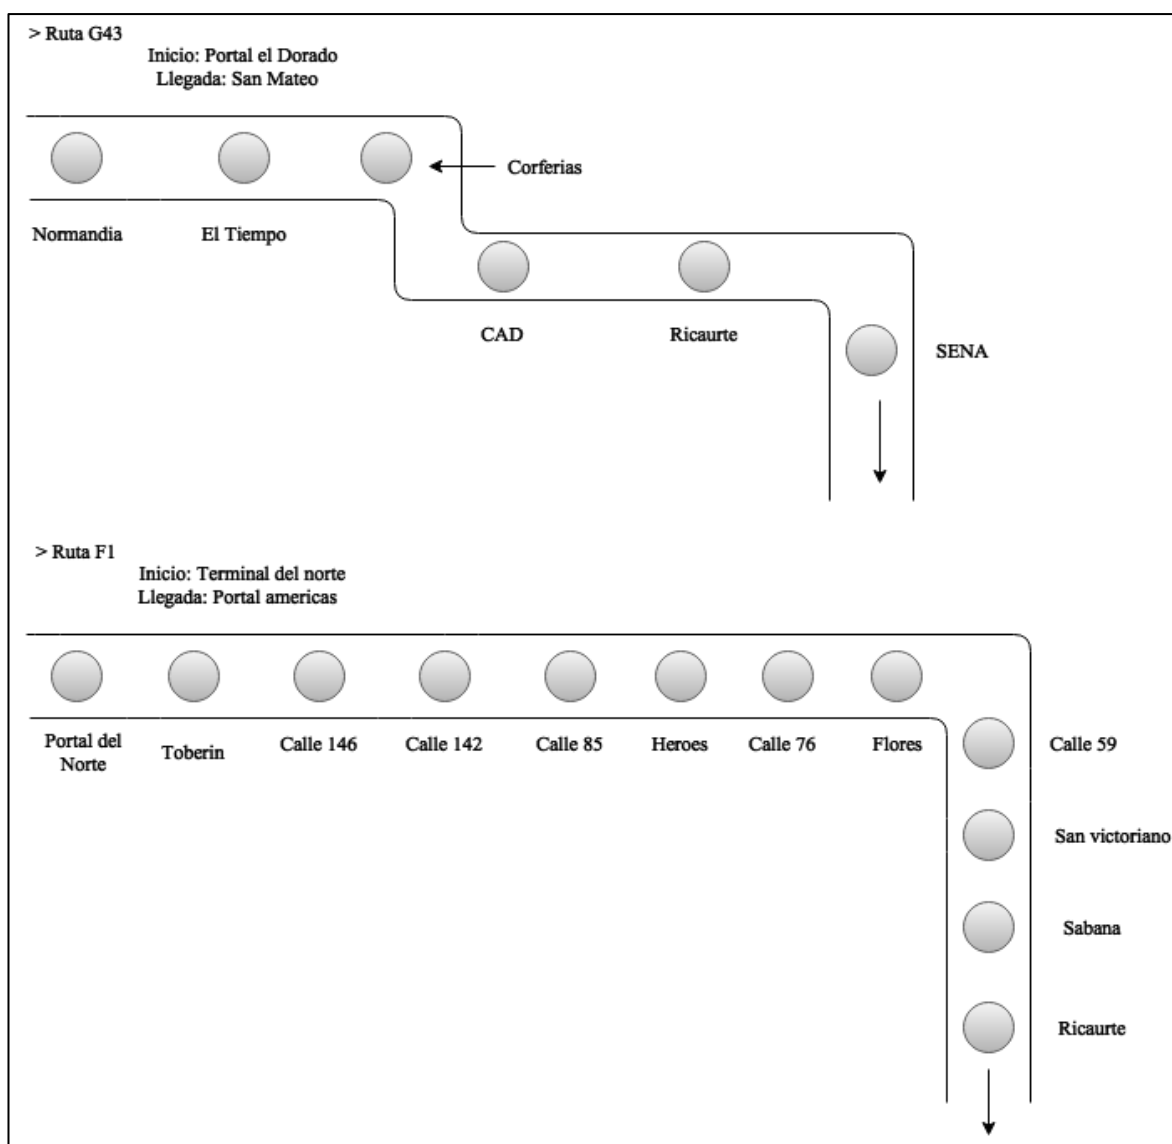 > Ruta G43
Inicio: Portal el Dorado
Llegada: San Mateo
Corferias
Normandia
El Tiempo
CAD
Ricaurte
SENA
> Ruta F1
Inicio: Terminal del norte
Llegada: Portal americas
Portal del
Norte
Toberin
Calle 146
Calle 142
Calle 85
Heroes
Calle 76
Flores
Calle 59
San victoriano
Sabana
Ricaurte